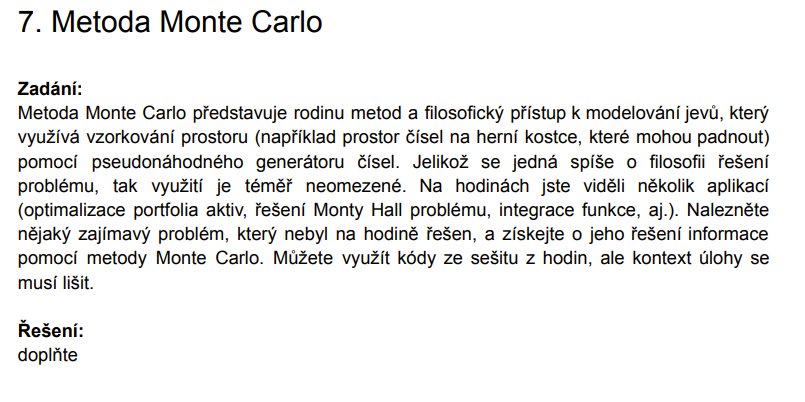 7. Metoda Monte Carlo
Zadání:
Metoda Monte Carlo představuje rodinu metod a filosofický přístup k modelování jevů, který
využívá vzorkování prostoru (například prostor čísel na herní kostce, které mohou padnout)
pomocí pseudonáhodného generátoru čísel. Jelikož se jedná spíše o filosofii řešení
problému, tak využití je téměř neomezené. Na hodinách jste viděli několik aplikací
(optimalizace portfolia aktiv, řešení Monty Hall problému, integrace funkce, aj.). Nalezněte
nějaký zajímavý problém, který nebyl na hodině řešen, a získejte o jeho řešení informace
pomocí metody Monte Carlo. Můžete využít kódy ze sešitu z hodin, ale kontext úlohy se
musí lišit.
Řešení:
doplňte